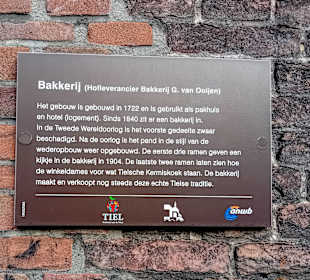 Bakkerij (Hofleverancier Bakkerij G. van Ooijen)
Het gebouw is gebouwd in 1722 en is gebruikt als pakhuis
en hotel (logement). Sinds 1840 zit er een bakkerij in.
In de Tweede Wereldoorlog is het voorste gedeelte zwaar
beschadigd. Na de oorlog is het pand in de stijl van de
wederopbouw weer opgebouwd. De eerste drie ramen geven een
kijkje in de bakkerij in 1904. De laatste twee ramen laten zien hoe
de winkeldames voor wat Tielsche Kermiskoek staan. De bakkerij
maakt en verkoopt nog steeds deze echte Tielse traditie.
TIEL
anwb